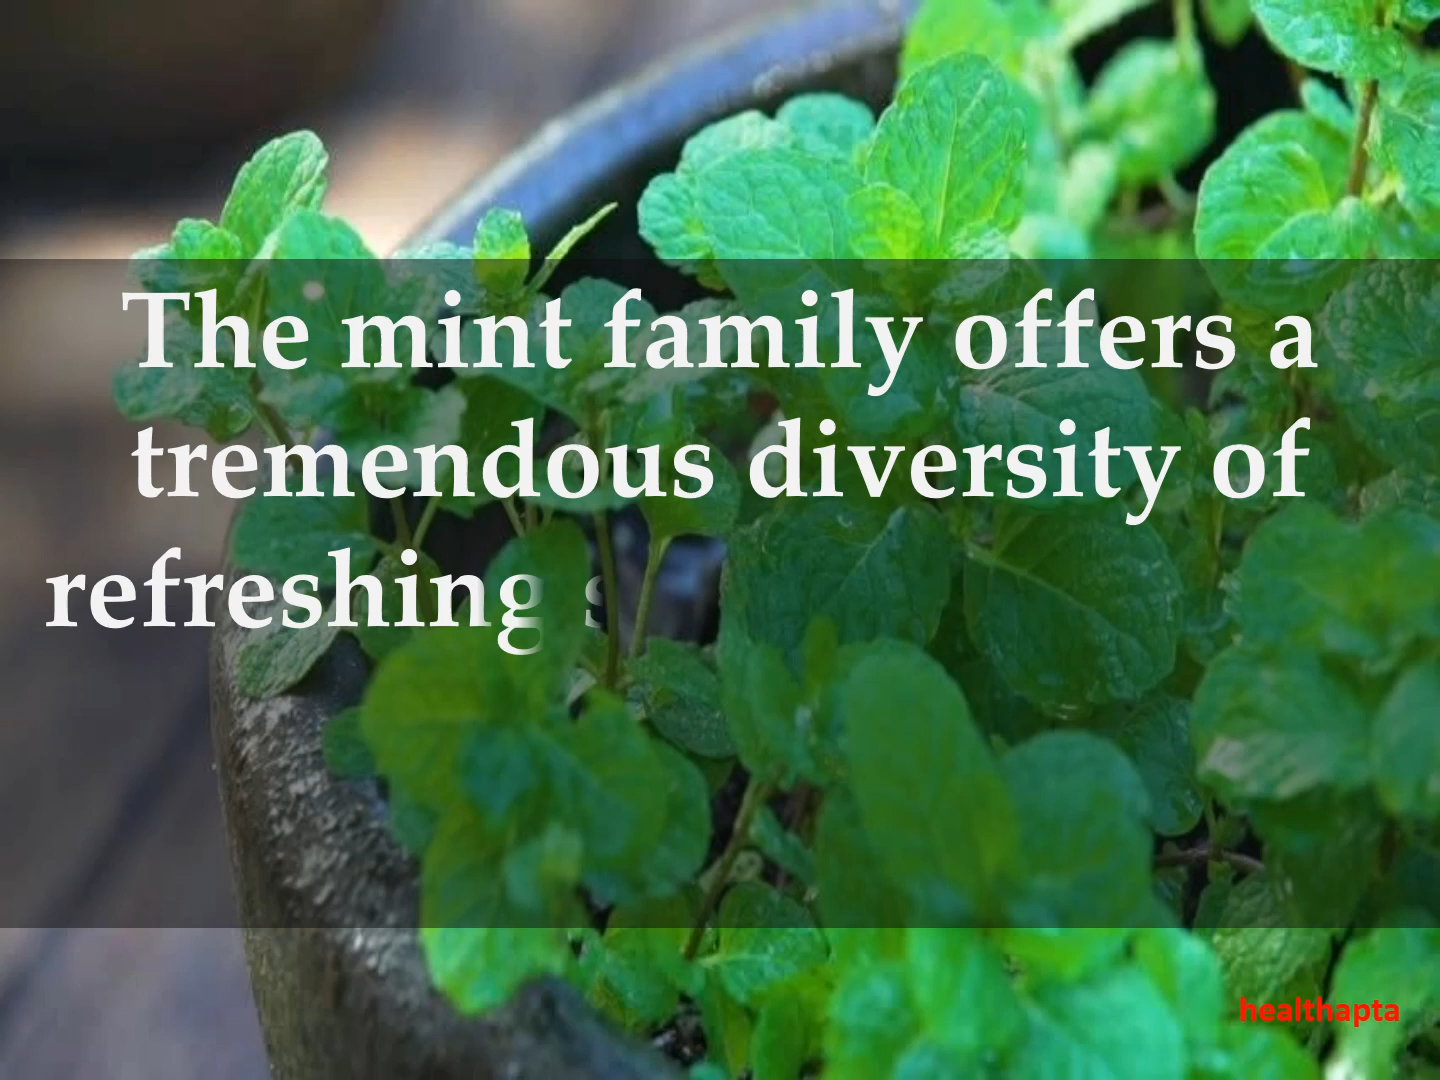 The mint family offers a
tremendous diversity of
refreshing
healthapta